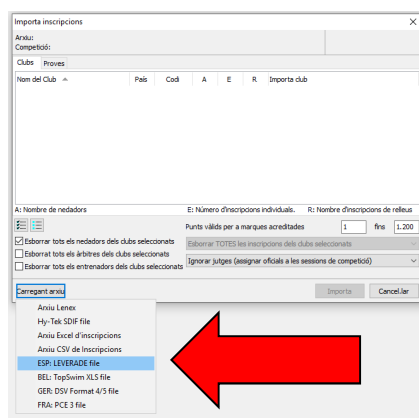 Importa inscripcions
Arxiu:
Competició:
Clubs Proves
Nom del Club País Codi A E R Importa club
A: Nombre de nedadors E: Número d'inscripcions individuals. R: Nombre d'inscripcions de relleus
Punts vàlids per a marques acreditades 1 fins 1.200
Esborrar tots els nedadors dels clubs seleccionats Esborrar TOTES les inscripcions dels clubs seleccionats
Esborrar tots els àrbitres dels clubs seleccionats
Ignorar jutges (assignar oficials a les sessions de competició)
Esborrar tots els entrenadors dels clubs seleccionats
Carregant arxiu Importa Cancel.lar
Arxiu Lenex
Hy-Tek SDIF file
Arxiu Excel d'inscripcions
Arxiu CSV de Inscripciones
ESP: LEVERADE file
BEL: TopSwim XLS file
GER: DSV Format 4/5 file
FRA: PCE 3 file